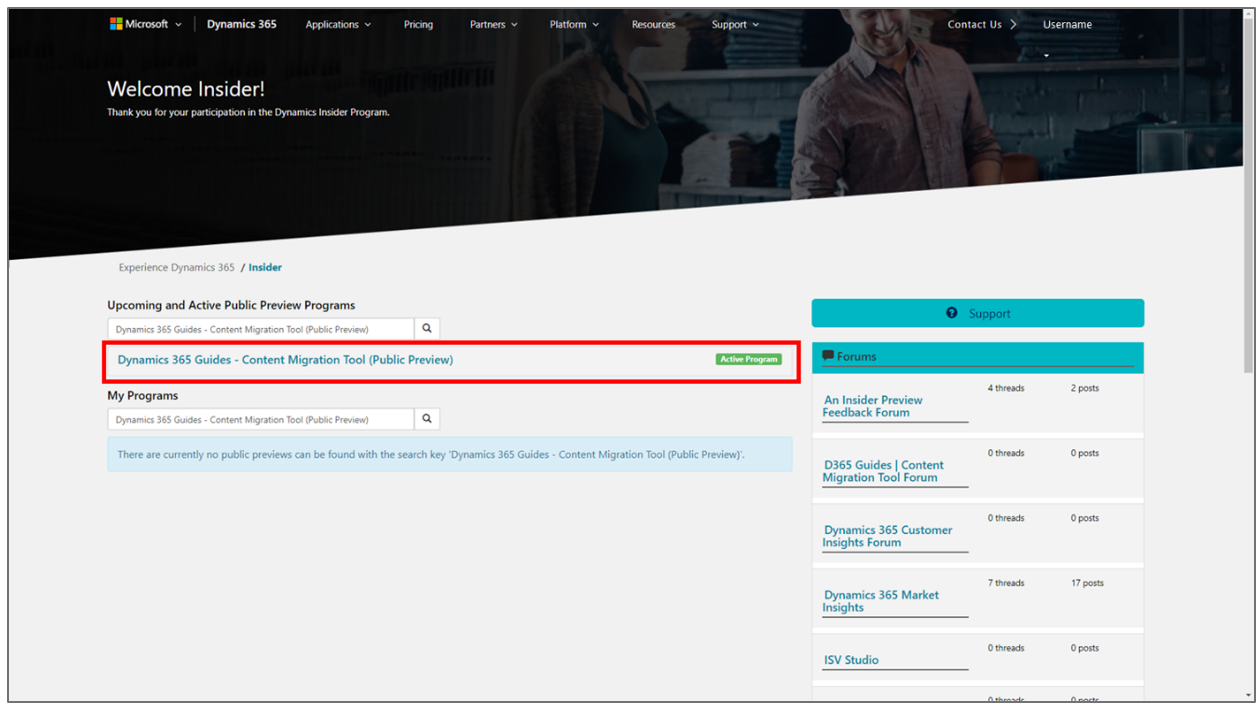 Microsoft
Dynamics 365
Applications
Pricing
Partners
Platform
Resources
Support
Contact Us
Username
Welcome Insider!
Thank you for your participation in the Dynamics Insider Program.
Experience Dynamics 365 / Insider
Upcoming and Active Public Preview Programs
Dynamics 365 Guides - Content Migration Tool (Public Preview)
Dynamics 365 Guides - Content Migration Tool (Public Preview)
Active Program
My Programs
Dynamics 365 Guides - Content Migration Tool (Public Preview)
There are currently no public previews can be found with the search key 'Dynamics 365 Guides - Content Migration Tool (Public Preview)'.
Support
Forums
An Insider Preview
Feedback Forum
4 threads
2 posts
D365 Guides | Content
Migration Tool Forum
0 threads
0 posts
Dynamics 365 Customer
Insights Forum
0 threads
0 posts
Dynamics 365 Market
Insights
7 threads
17 posts
ISV Studio
0 threads
0 posts
0 threads
0 posts